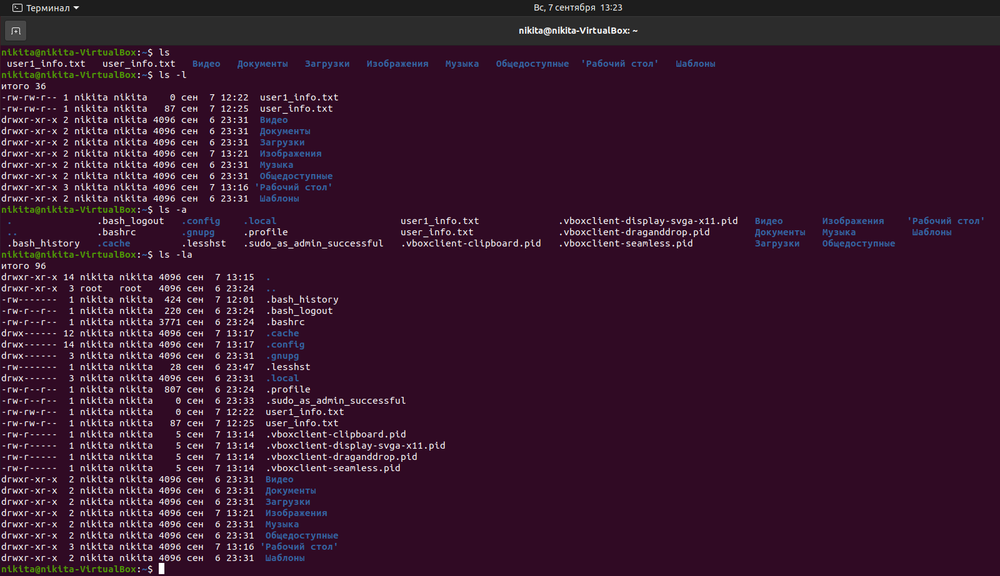 Терминал Вс, 7 сентября 13:23
nikita@nikita-VirtualBox: ~
nikita@nikita-VirtualBox:~$ ls
user1_info.txt user_info.txt Видео Документы Загрузки Изображения Музыка Общедоступные 'Рабочий стол' Шаблоны
nikita@nikita-VirtualBox:~$ ls -l
итого 36
-rw-rw-r-- 1 nikita nikita 0 сен 7 12:22 user1_info.txt
-rw-rw-r-- 1 nikita nikita 87 сен 7 12:25 user_info.txt
drwxr-xr-x 2 nikita nikita 4096 сен 6 23:31 Видео
drwxr-xr-x 2 nikita nikita 4096 сен 6 23:31 Документы
drwxr-xr-x 2 nikita nikita 4096 сен 6 23:31 Загрузки
drwxr-xr-x 2 nikita nikita 4096 сен 7 13:21 Изображения
drwxr-xr-x 2 nikita nikita 4096 сен 6 23:31 Музыка
drwxr-xr-x 2 nikita nikita 4096 сен 6 23:31 Общедоступные
drwxr-xr-x 3 nikita nikita 4096 сен 7 13:16 'Рабочий стол'
drwxr-xr-x 2 nikita nikita 4096 сен 6 23:31 Шаблоны
nikita@nikita-VirtualBox:~$ ls -a
. .bash_logout .config .local user1_info.txt .vboxclient-display-svga-x11.pid Видео Изображения 'Рабочий стол'
.. .bashrc .gnupg .profile user_info.txt .vboxclient-draganddrop.pid Документы Музыка Шаблоны
.bash_history .cache .lesshst .sudo_as_admin_successful .vboxclient-clipboard.pid .vboxclient-seamless.pid Загрузки Общедоступные
nikita@nikita-VirtualBox:~$ ls -la
итого 96
drwxr-xr-x 14 nikita nikita 4096 сен 7 13:15 .
drwxr-xr-x 3 root root 4096 сен 6 23:24 ..
-rw------- 1 nikita nikita 424 сен 7 12:01 .bash_history
-rw-r--r-- 1 nikita nikita 220 сен 6 23:24 .bash_logout
-rw-r--r-- 1 nikita nikita 3771 сен 6 23:24 .bashrc
drwx------ 12 nikita nikita 4096 сен 7 13:17 .cache
drwx------ 14 nikita nikita 4096 сен 7 13:17 .config
drwx------ 3 nikita nikita 4096 сен 6 23:31 .gnupg
-rw------- 1 nikita nikita 28 сен 6 23:47 .lesshst
drwx------ 3 nikita nikita 4096 сен 6 23:31 .local
-rw-r--r-- 1 nikita nikita 807 сен 6 23:24 .profile
-rw-r--r-- 1 nikita nikita 0 сен 6 23:33 .sudo_as_admin_successful
-rw-rw-r-- 1 nikita nikita 0 сен 7 12:22 user1_info.txt
-rw-rw-r-- 1 nikita nikita 87 сен 7 12:25 user_info.txt
-rw-r----- 1 nikita nikita 5 сен 7 13:14 .vboxclient-clipboard.pid
-rw-r----- 1 nikita nikita 5 сен 7 13:14 .vboxclient-display-svga-x11.pid
-rw-r----- 1 nikita nikita 5 сен 7 13:14 .vboxclient-draganddrop.pid
-rw-r----- 1 nikita nikita 5 сен 7 13:14 .vboxclient-seamless.pid
drwxr-xr-x 2 nikita nikita 4096 сен 6 23:31 Видео
drwxr-xr-x 2 nikita nikita 4096 сен 6 23:31 Документы
drwxr-xr-x 2 nikita nikita 4096 сен 6 23:31 Загрузки
drwxr-xr-x 2 nikita nikita 4096 сен 7 13:21 Изображения
drwxr-xr-x 2 nikita nikita 4096 сен 6 23:31 Музыка
drwxr-xr-x 2 nikita nikita 4096 сен 6 23:31 Общедоступные
drwxr-xr-x 3 nikita nikita 4096 сен 7 13:16 'Рабочий стол'
drwxr-xr-x 2 nikita nikita 4096 сен 6 23:31 Шаблоны
nikita@nikita-VirtualBox:~$